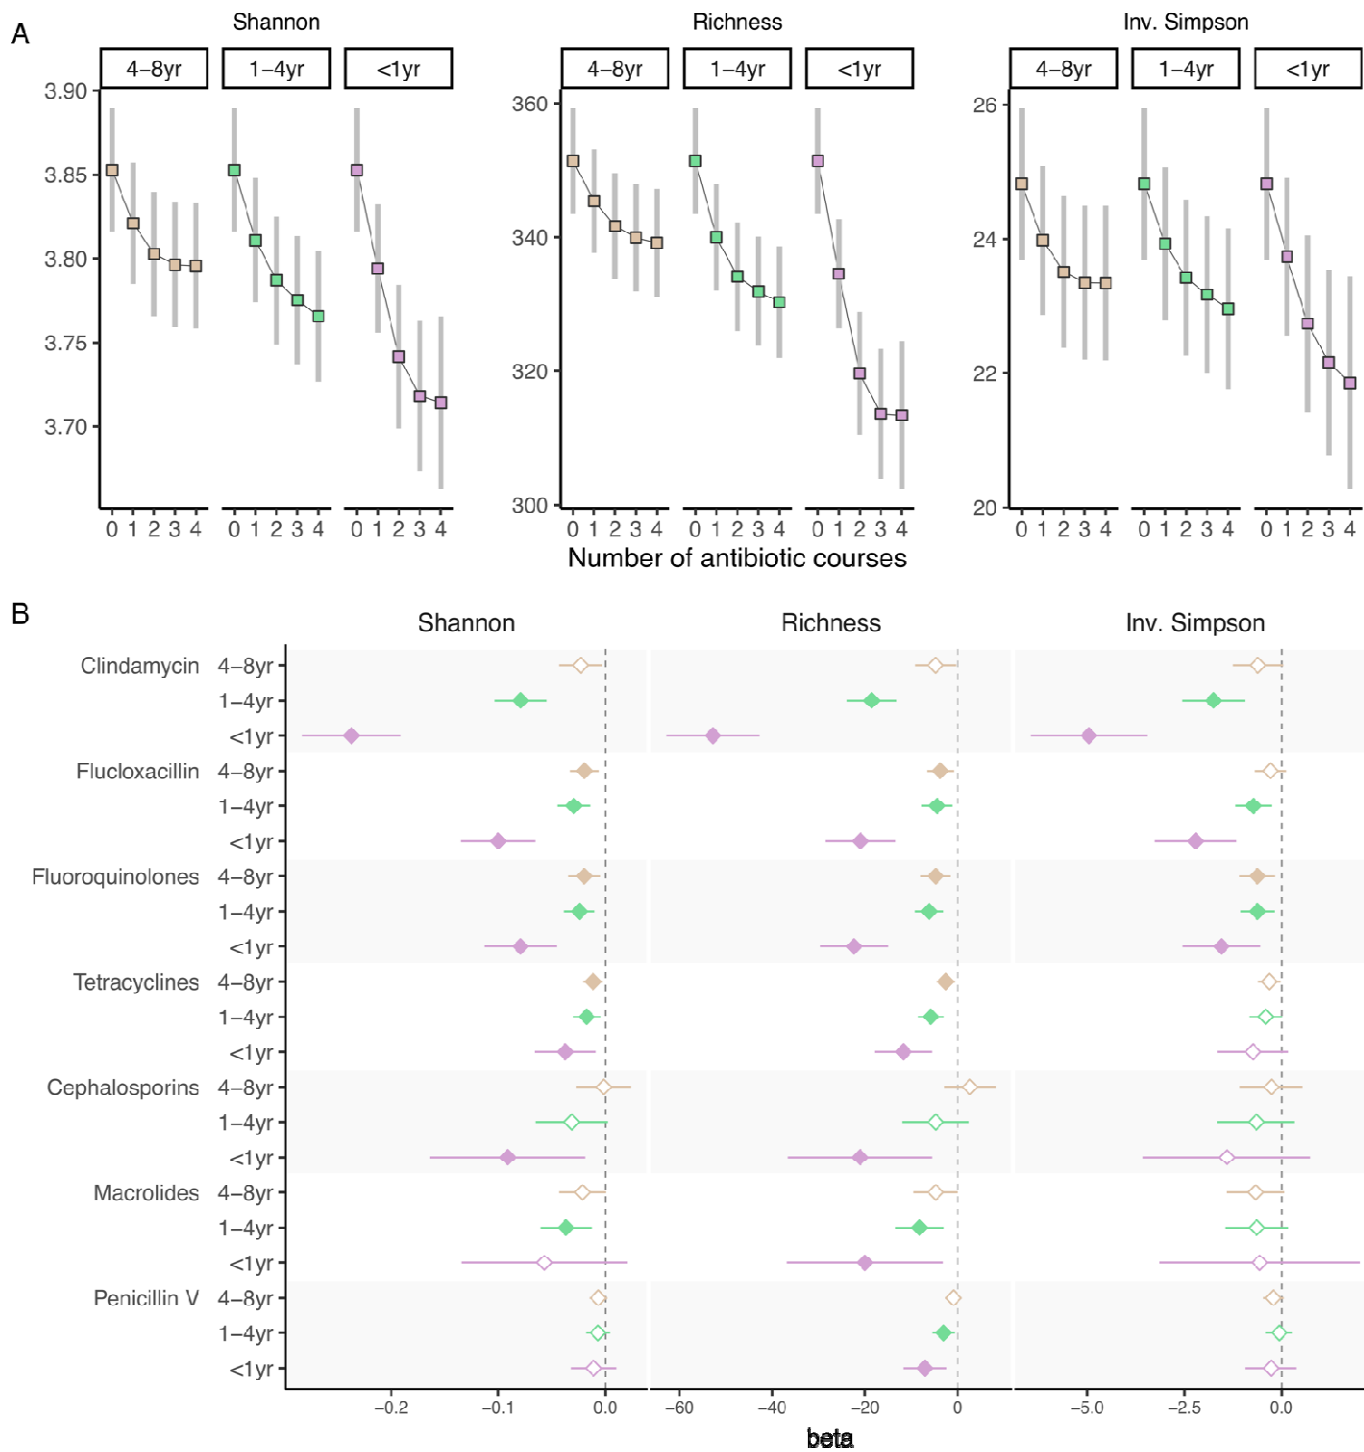 A
Shannon Richness Inv. Simpson
4–8yr 1–4yr <1yr 4–8yr 1–4yr <1yr 4–8yr 1–4yr <1yr
3.90 360 26
3.85
3.80 340 24
3.75 320 22
3.70
300 20
0 1 2 3 4 0 1 2 3 4 0 1 2 3 4 0 1 2 3 4 0 1 2 3 4 0 1 2 3 4 0 1 2 3 4 0 1 2 3 4 0 1 2 3 4
Number of antibiotic courses
B
Shannon Richness Inv. Simpson
Clindamycin 4–8yr
1–4yr
<1yr
Flucloxacillin 4–8yr
1–4yr
<1yr
Fluoroquinolones 4–8yr
1–4yr
<1yr
Tetracyclines 4–8yr
1–4yr
<1yr
Cephalosporins 4–8yr
1–4yr
<1yr
Macrolides 4–8yr
1–4yr
<1yr
Penicillin V 4–8yr
1–4yr
<1yr
−0.2 −0.1 0.0 −60 −40 −20 0 −5.0 −2.5 0.0
beta